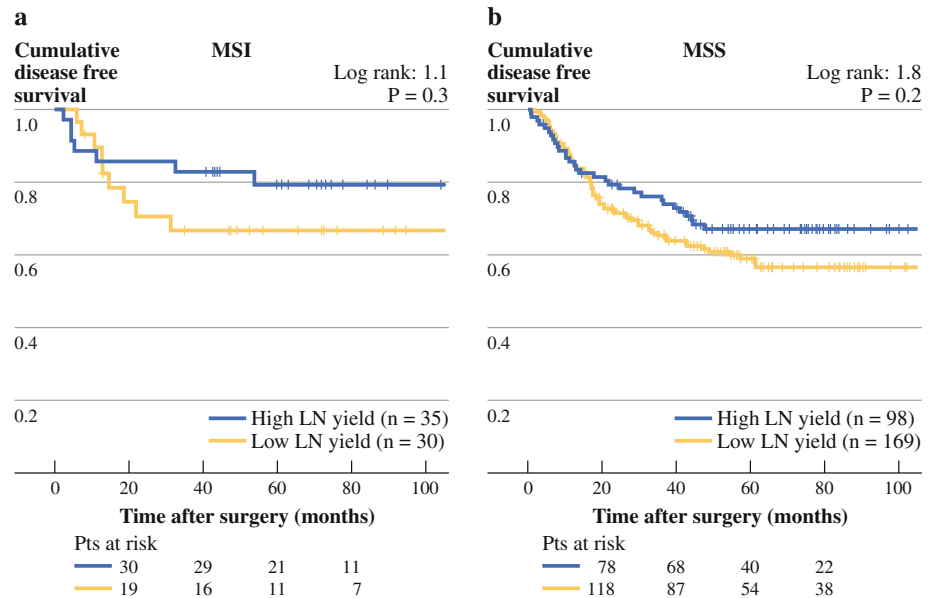 a
Cumulative disease free survival
MSI
Log rank: 1.1
P = 0.3
1.0
0.8
0.6
0.4
0.2
High LN yield (n = 35)
Low LN yield (n = 30)
0 20 40 60 80 100
Time after surgery (months)
Pts at risk
30 29 21 11
19 16 11 7
b
Cumulative disease free survival
MSS
Log rank: 1.8
P = 0.2
1.0
0.8
0.6
0.4
0.2
High LN yield (n = 98)
Low LN yield (n = 169)
0 20 40 60 80 100
Time after surgery (months)
Pts at risk
78 68 40 22
118 87 54 38